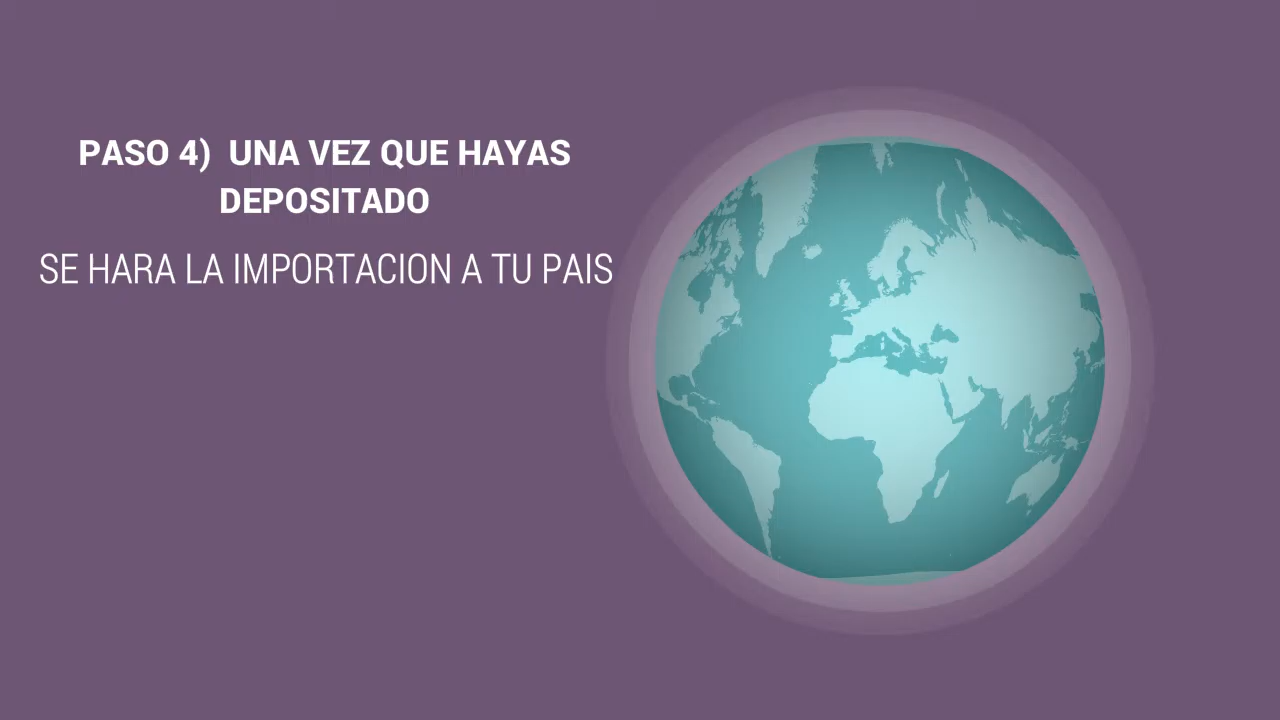 PASO 4)  UNA VEZ QUE HAYAS
DEPOSITADO
SE HARA LA IMPORTACION A TU PAIS